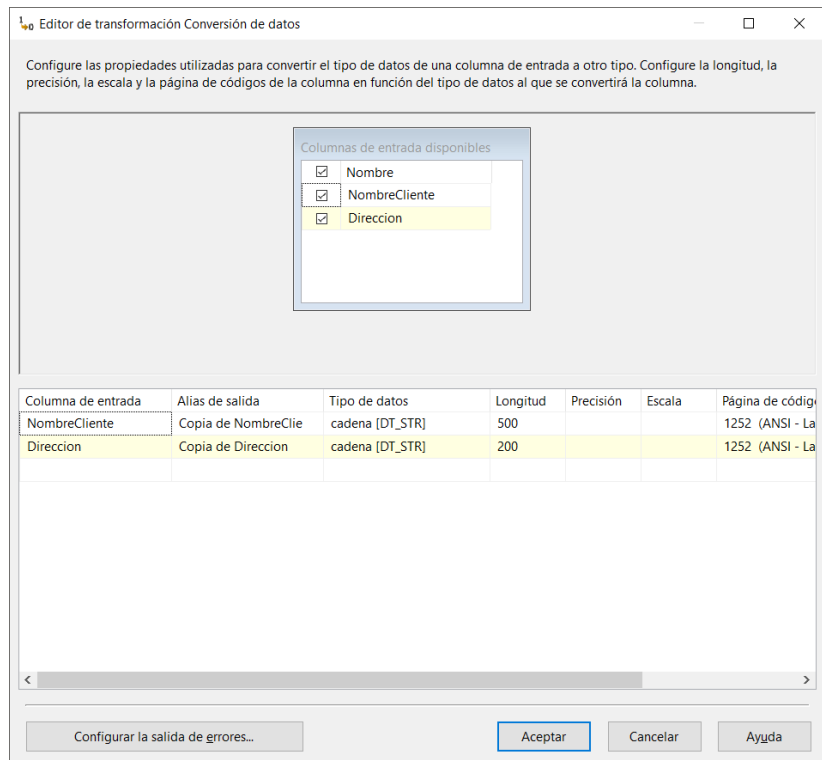 Editor de transformación Conversión de datos
Configure las propiedades utilizadas para convertir el tipo de datos de una columna de entrada a otro tipo. Configure la longitud, la
precisión, la escala y la página de códigos de la columna en función del tipo de datos al que se convertirá la columna.
Columnas de entrada disponibles
Nombre
NombreCliente
Direccion
Columna de entrada Alias de salida Tipo de datos Longitud Precisión Escala Página de código
NombreCliente Copia de NombreClie cadena [DT_STR] 500 1252 (ANSI - La
Direccion Copia de Direccion cadena [DT_STR] 200 1252 (ANSI - La
Configurar la salida de errores... Aceptar Cancelar Ayuda